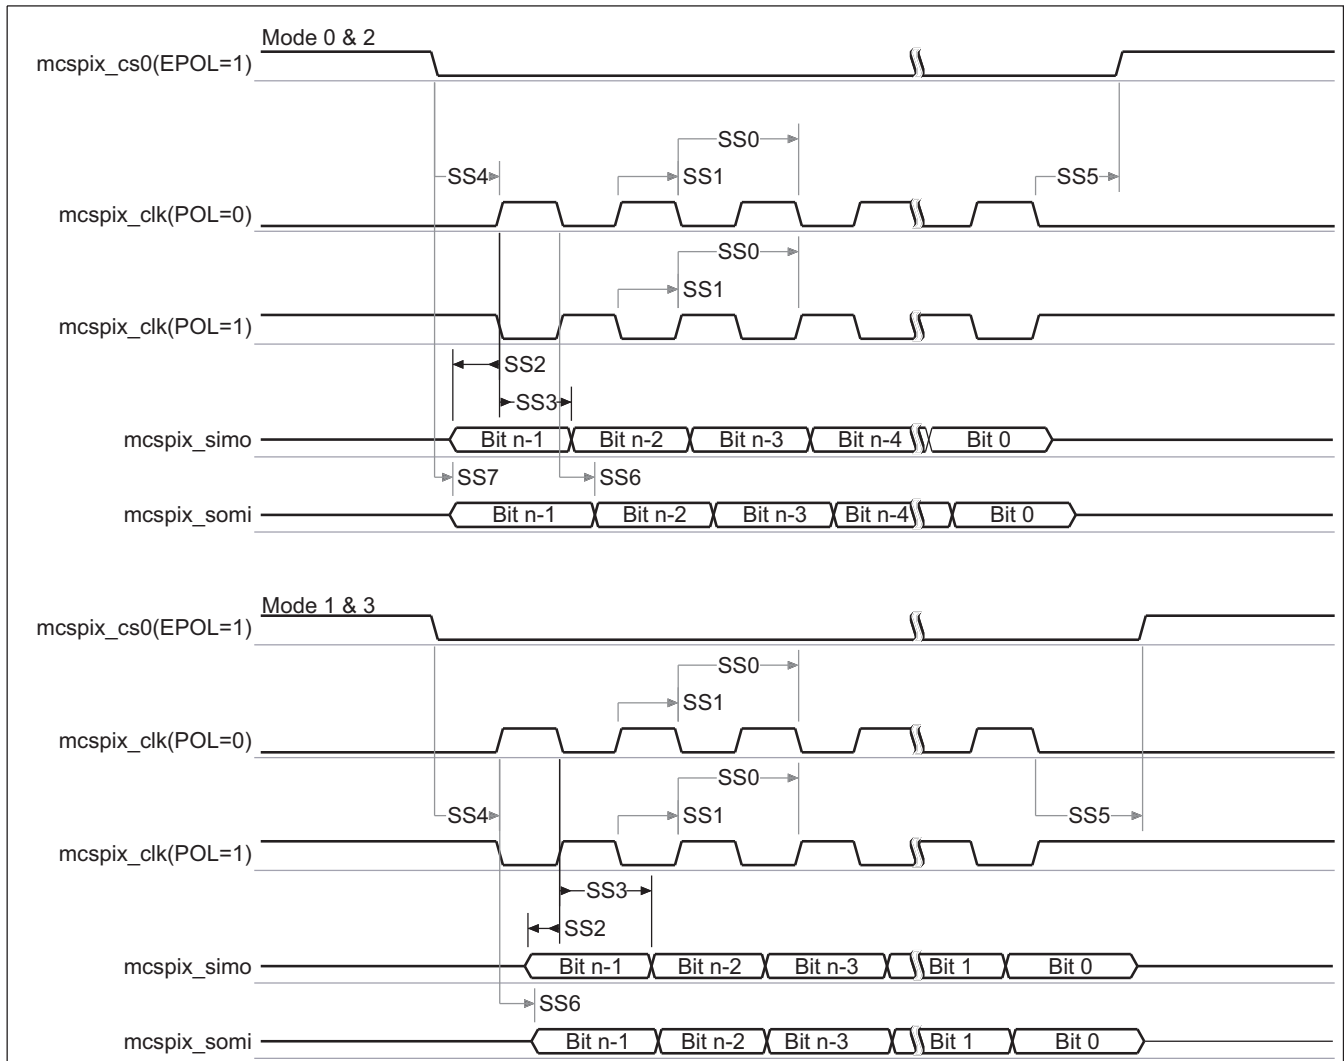 Mode 0 & 2
mcspix_cs0(EPOL=1)
SS0
SS4
SS1
SS5
mcspix_clk(POL=0)
SS0
SS1
mcspix_clk(POL=1)
SS2
SS3
mcspix_simo
Bit n-1 Bit n-2 Bit n-3 Bit n-4 Bit 0
SS7
SS6
mcspix_somi
Bit n-1 Bit n-2 Bit n-3 Bit n-4 Bit 0
Mode 1 & 3
mcspix_cs0(EPOL=1)
SS0
SS1
mcspix_clk(POL=0)
SS0
SS4
SS1
SS5
mcspix_clk(POL=1)
SS3
SS2
mcspix_simo
Bit n-1 Bit n-2 Bit n-3 Bit 1 Bit 0
SS6
mcspix_somi
Bit n-1 Bit n-2 Bit n-3 Bit 1 Bit 0